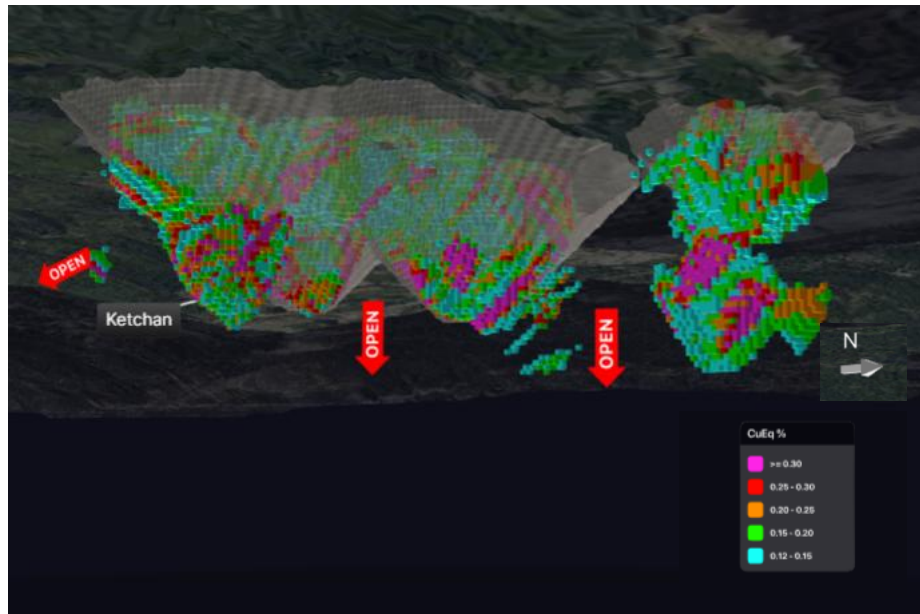 OPEN
Ketchan
OPEN
OPEN
N
CuEq %
>= 0.30
0.25 - 0.30
0.20 - 0.25
0.15 - 0.20
0.12 - 0.15